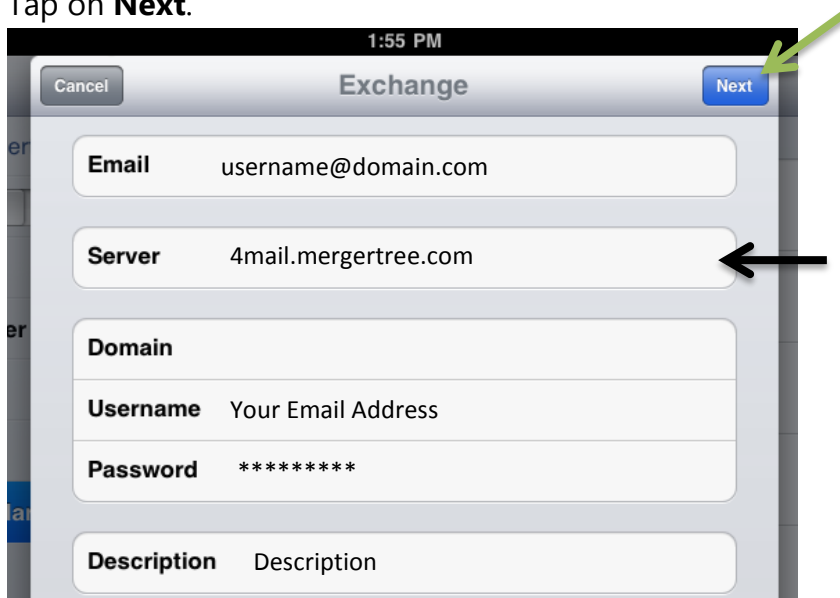 Tap on Next.
1:55 PM
Cancel Exchange Next
Email username@domain.com
Server 4mail.mergertree.com
Domain
Username Your Email Address
Password *********
Description Description